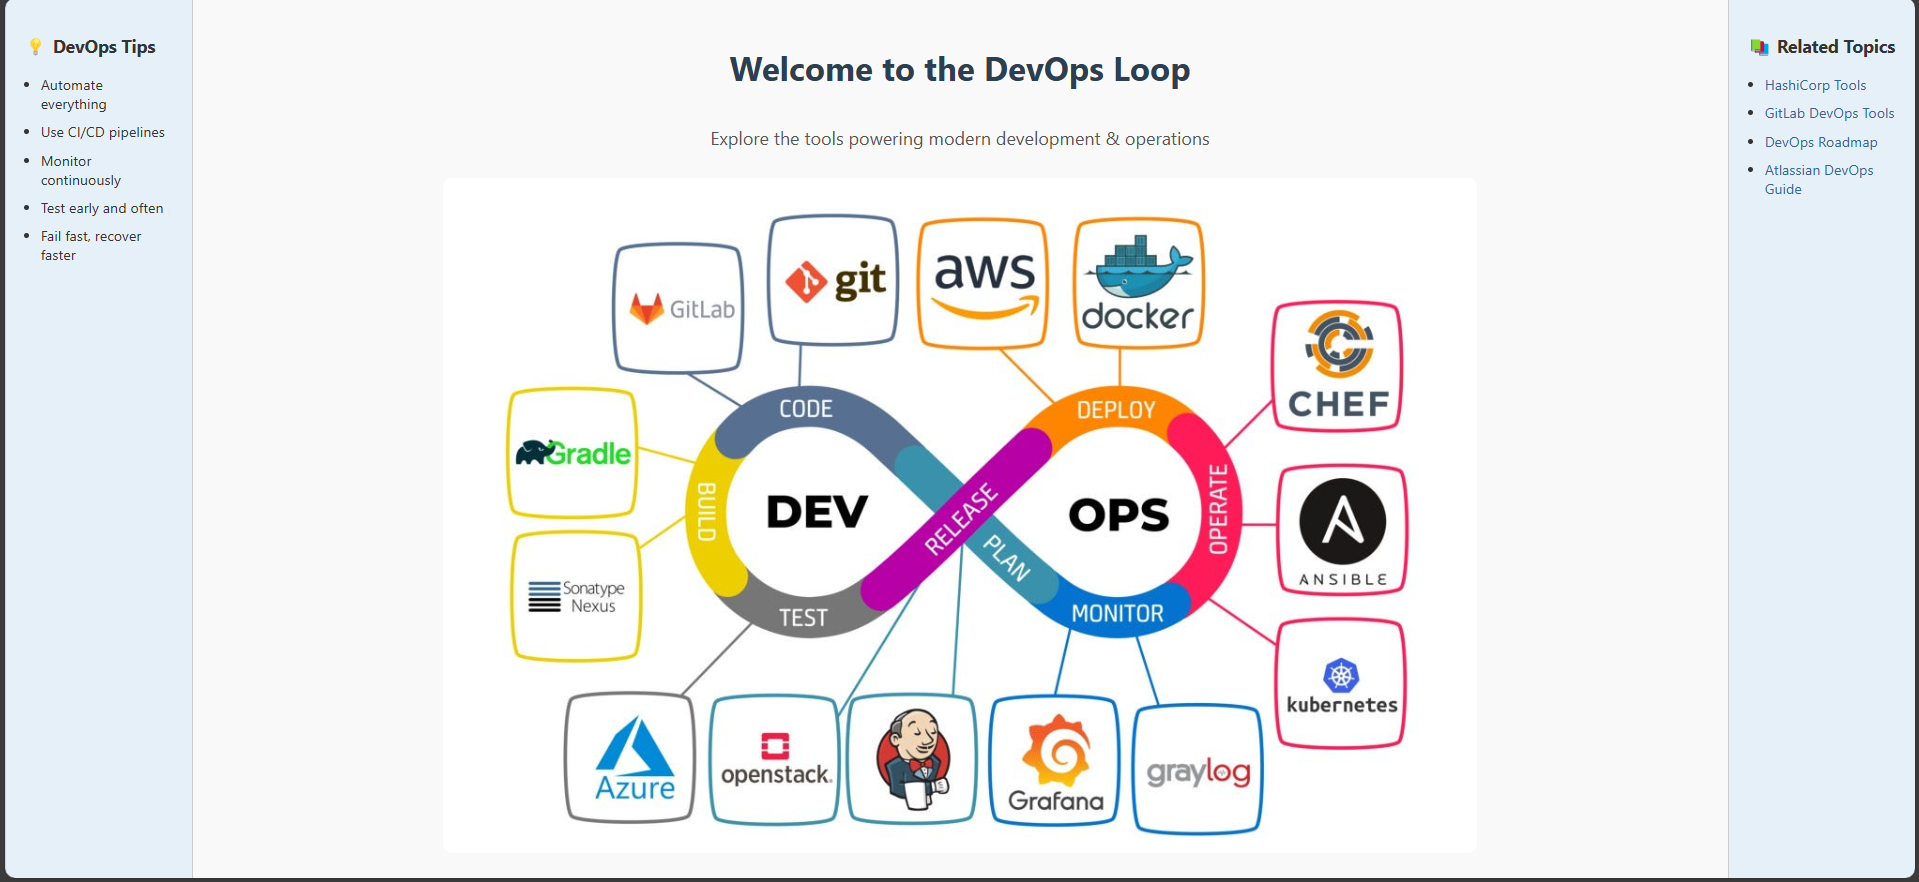 💡 DevOps Tips
Automate
everything
Use CI/CD pipelines
Monitor
continuously
Test early and often
Fail fast, recover
faster
Welcome to the DevOps Loop
Explore the tools powering modern development & operations
GitLab
git
aws
docker
CHEF
Gradle
CODE
DEPLOY
BUILD
DEV
RELEASE
PLAN
OPS
OPERATE
ANSIBLE
Sonatype
Nexus
TEST
MONITOR
kubernetes
Azure
openstack.
Grafana
graylog
📚 Related Topics
HashiCorp Tools
GitLab DevOps Tools
DevOps Roadmap
Atlassian DevOps
Guide